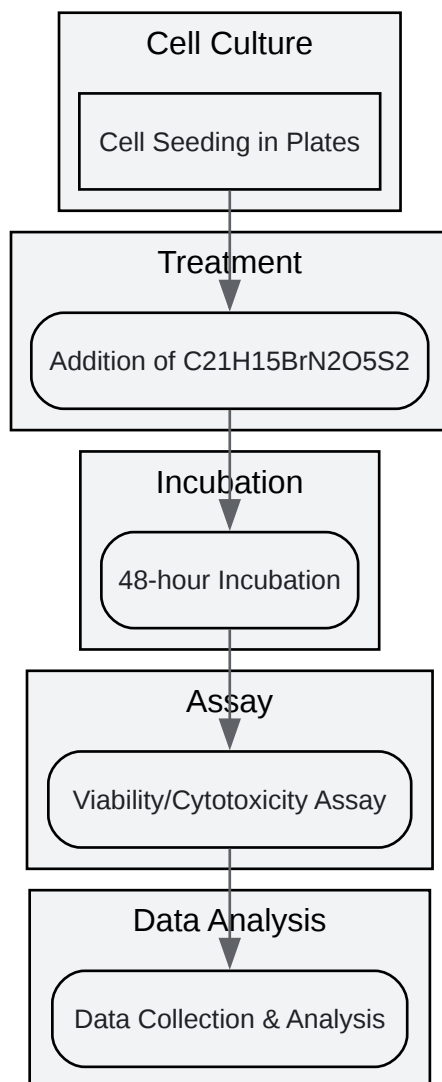 Cell Culture
Cell Seeding in Plates
Treatment
Addition of C21H15BrN2O5S2
Incubation
48-hour Incubation
Assay
Viability/Cytotoxicity Assay
Data Analysis
Data Collection & Analysis